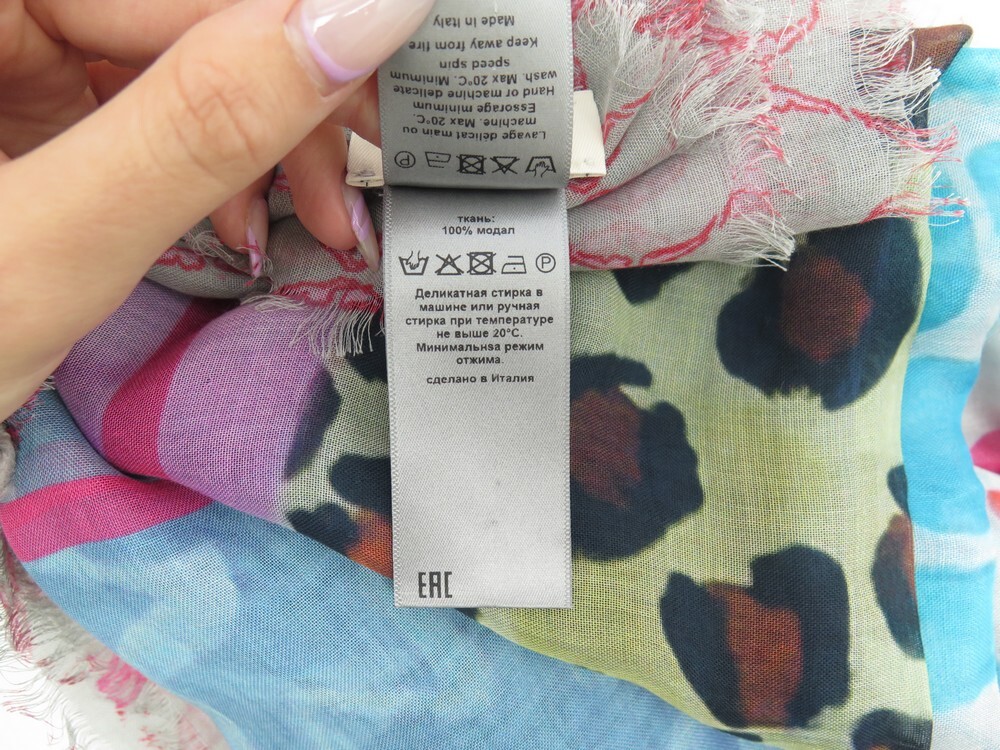 Lavage délicat main ou
machine. Max 20°C.
Essorage minimum
Hand or machine delicate
wash. Max 20°C. Minimum
speed spin
Keep away from fire
Made in Italy
ткань:
100% модал
P
Деликатная стирка в
машине или ручная
стирка при температуре
не выше 20°C.
Минимальнsa режим
отжима.
сделано в Италия
EAC